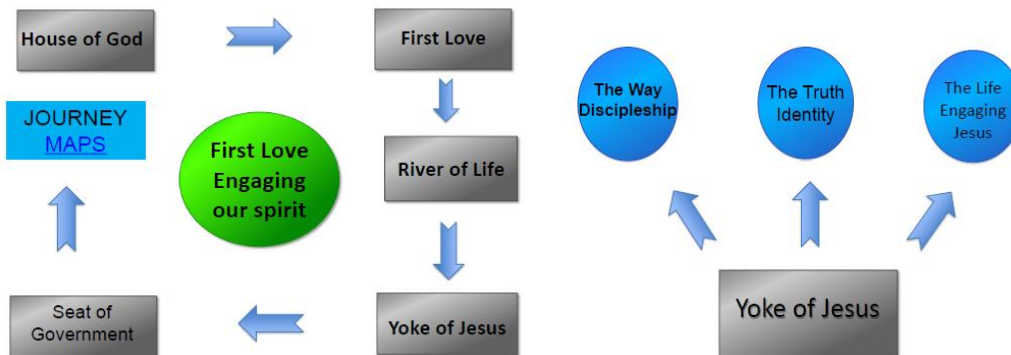 House of God
First Love
JOURNEY
MAPS
First Love
Engaging
our spirit
River of Life
Seat of
Government
Yoke of Jesus
The Way
Discipleship
The Truth
Identity
The Life
Engaging
Jesus
Yoke of Jesus